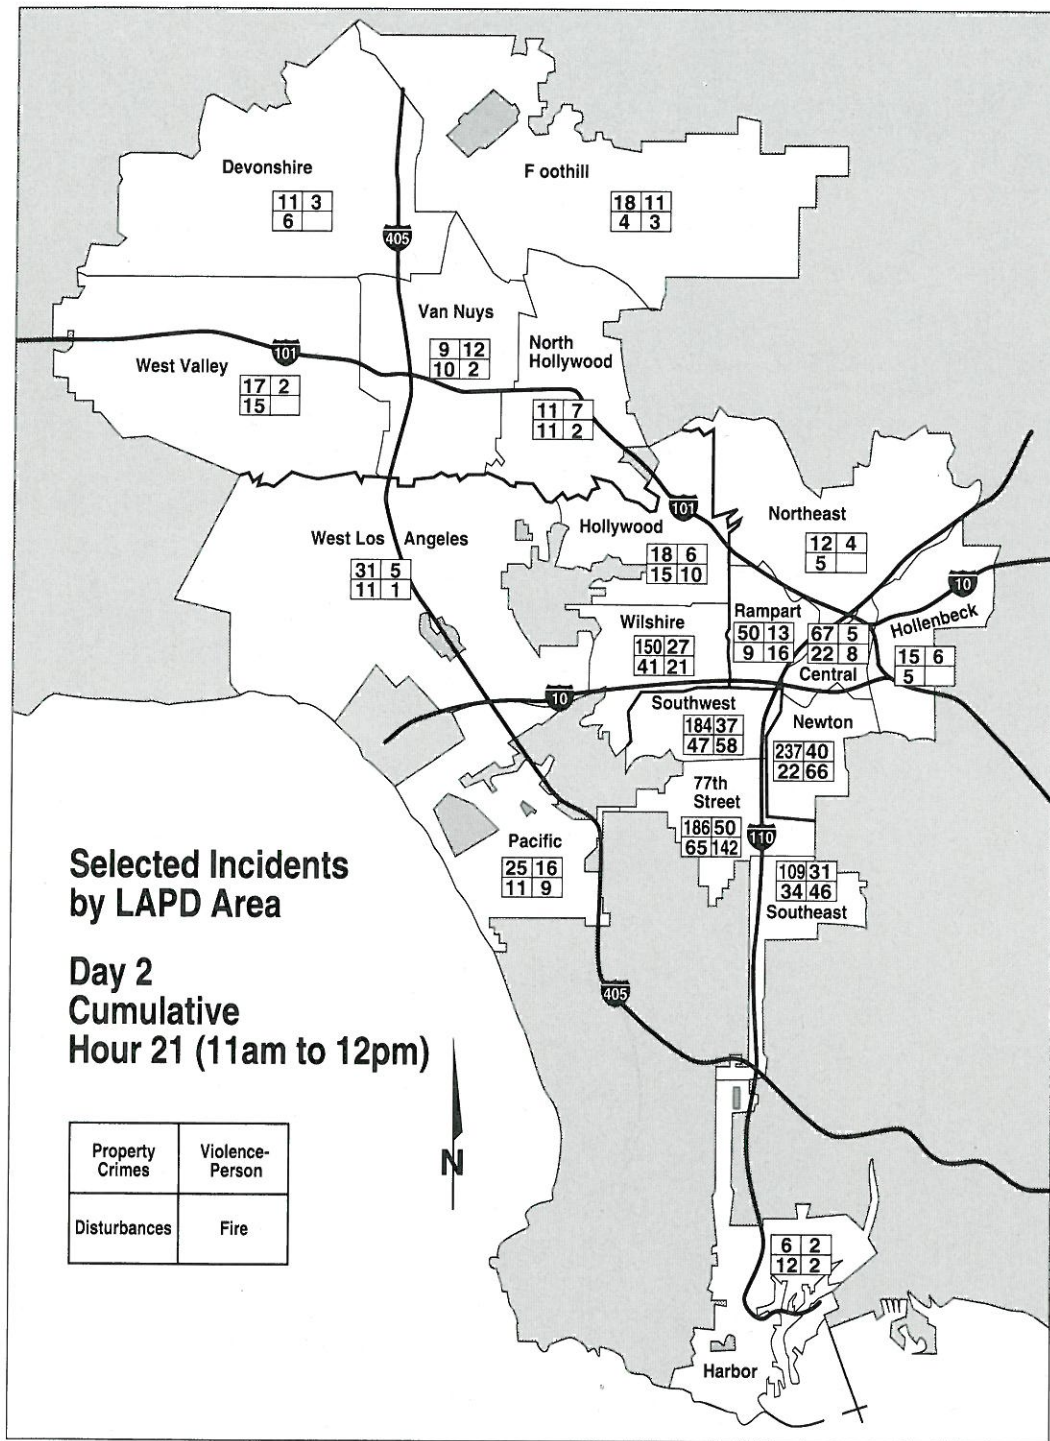 Devonshire
11 3
6
F oothill
18 11
4 3
405
Van Nuys
9 12
10 2
North
Hollywood
11 7
11 2
West Valley
101
17 2
15
101
Northeast
12 4
5
Hollywood
18 6
15 10
West Los Angeles
31 5
11 1
10
Hollenbeck
15 6
5
Wilshire
150 27
41 21
Rampart
50 13
9 16
67 5
22 8
Central
10
Southwest
184 37
47 58
Newton
237 40
22 66
77th
Street
186 50
65 142
110
Pacific
25 16
11 9
109 31
34 46
Southeast
Selected Incidents
by LAPD Area
Day 2
Cumulative
Hour 21 (11am to 12pm)
405
N
Property
Crimes
Violence-
Person
Disturbances
Fire
6 2
12 2
Harbor